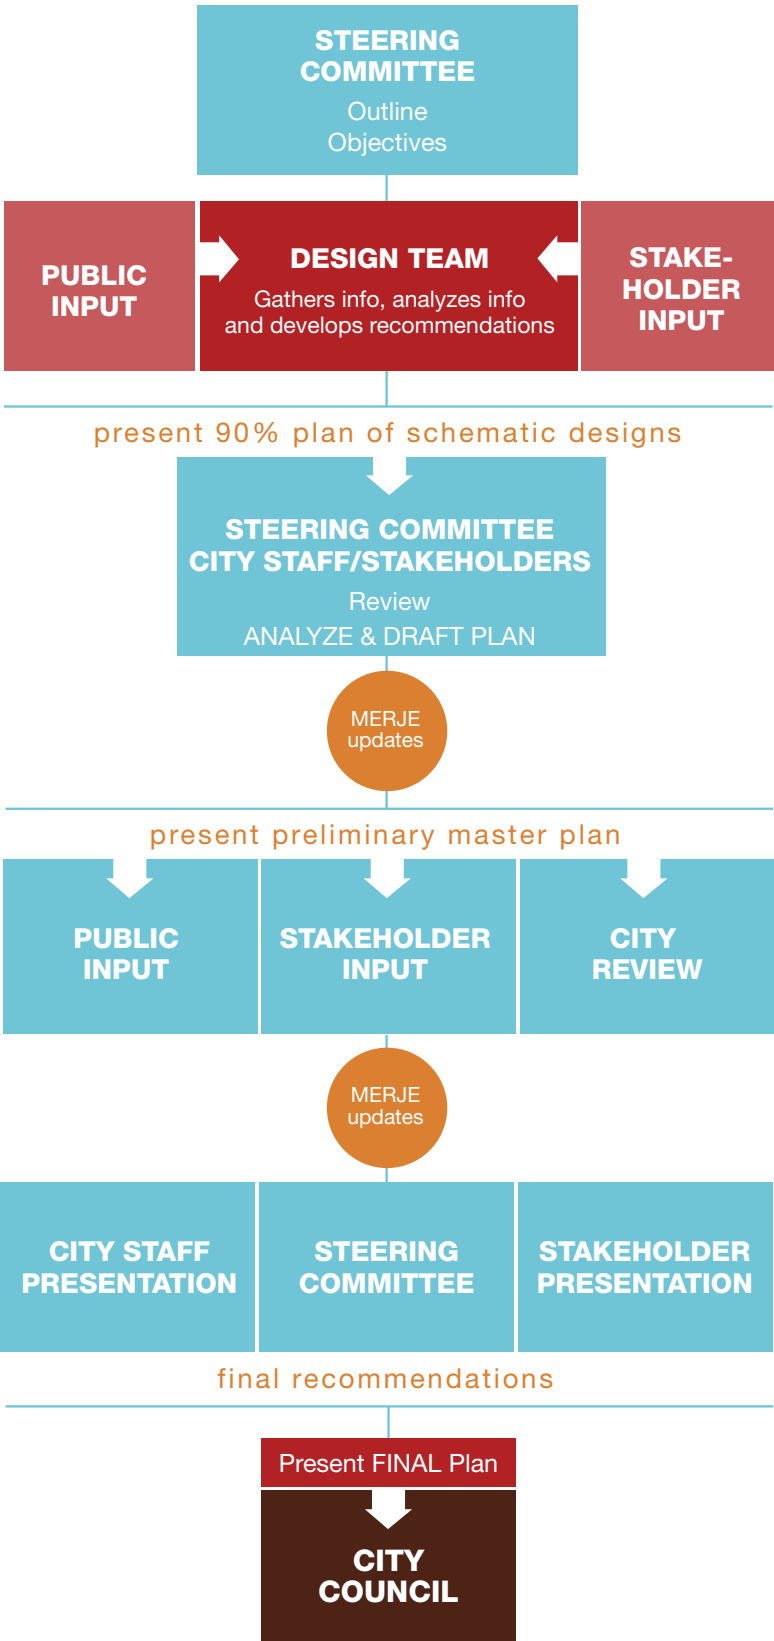 STEERING
COMMITTEE
Outline
Objectives
PUBLIC
INPUT
DESIGN TEAM
Gathers info, analyzes info
and develops recommendations
STAKE-
HOLDER
INPUT
present 90% plan of schematic designs
STEERING COMMITTEE
CITY STAFF/STAKEHOLDERS
Review
ANALYZE & DRAFT PLAN
MERJE
updates
present preliminary master plan
PUBLIC
INPUT
STAKEHOLDER
INPUT
CITY
REVIEW
MERJE
updates
CITY STAFF
PRESENTATION
STEERING
COMMITTEE
STAKEHOLDER
PRESENTATION
final recommendations
Present FINAL Plan
CITY
COUNCIL